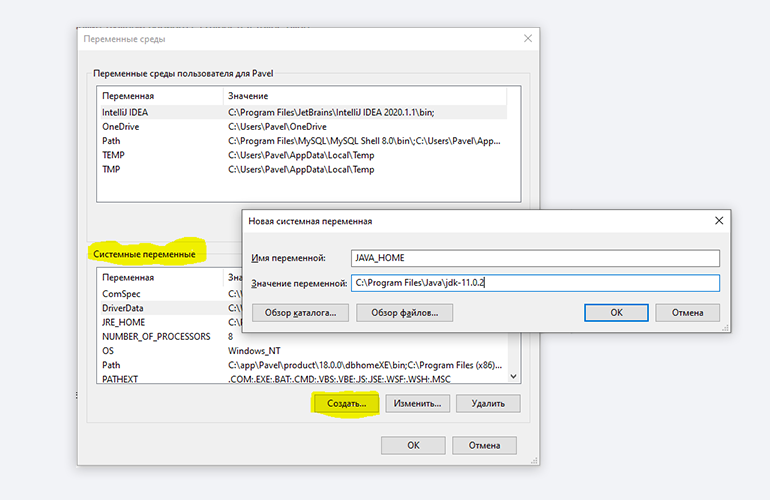 Переменные среды
Переменные среды пользователя для Pavel
Переменная Значение
IntelliJ IDEA C:\Program Files\JetBrains\IntelliJ IDEA 2020.1.1\bin;
OneDrive C:\Users\Pavel\OneDrive
Path C:\Program Files\MySQL\MySQL Shell 8.0\bin\;C:\Users\Pavel\App...
TEMP C:\Users\Pavel\AppData\Local\Temp
TMP C:\Users\Pavel\AppData\Local\Temp
Новая системная переменная
Имя переменной: JAVA_HOME
Значение переменной: C:\Program Files\Java\jdk-11.0.2
Обзор каталога... Обзор файлов... OK Отмена
Системные переменные
Переменная
ComSpec
DriverData
JRE_HOME
NUMBER_OF_PROCESSORS 8
OS Windows_NT
Path C:\app\Pavel\product\18.0.0\dbhomeXE\bin;C:\Program Files (x86)...
PATHEXT .COM;.EXE;.BAT;.CMD;.VBS;.VBE;.JS;.JSE;.WSF;.WSH;.MSC
Создать... Изменить... Удалить
OK Отмена